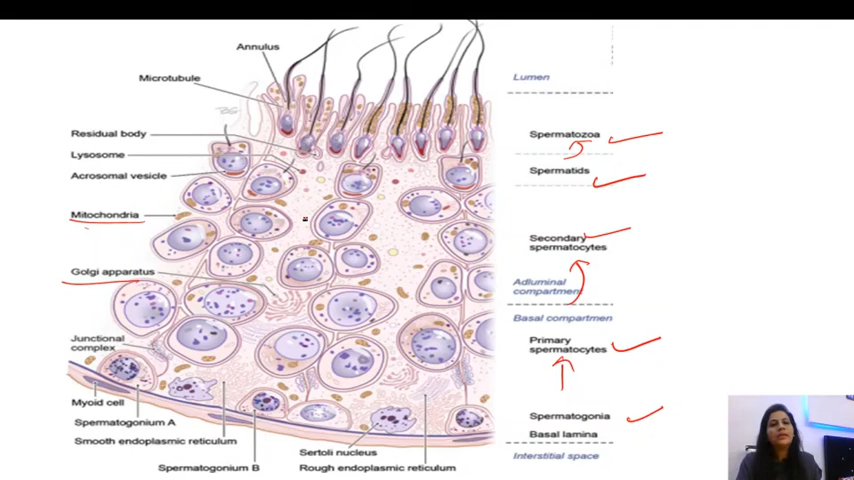 Annulus
Microtubule
Residual body
Lysosome
Acrosomal vesicle
Mitochondria
Golgi apparatus
Junctional
complex
Myoid cell
Spermatogonium A
Smooth endoplasmic reticulum
Spermatogonium B
Sertoli nucleus
Rough endoplasmic reticulum
Lumen
Spermatozoa
Spermatids
Secondary
spermatocytes
Adluminal
compartment
Basal compartmen
Primary
spermatocytes
Spermatogonia
Basal lamina
Interstitial space